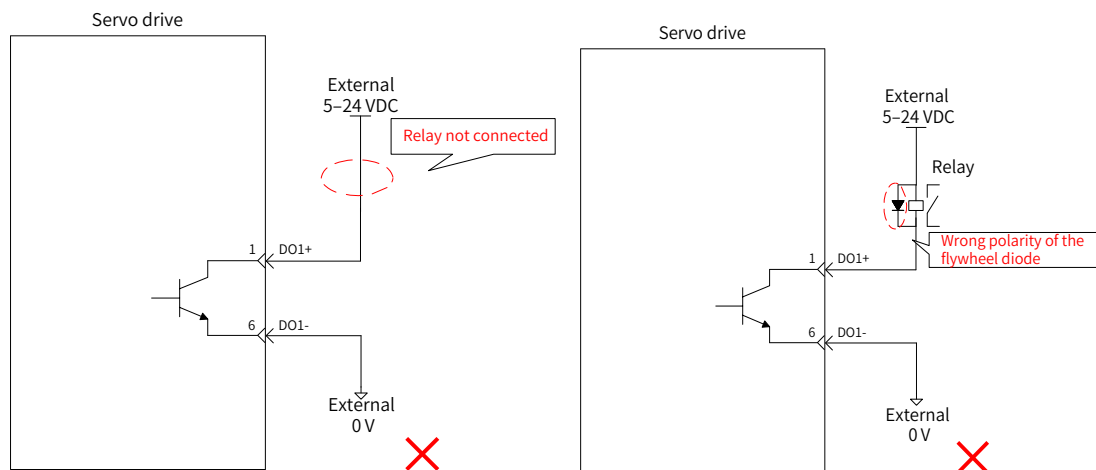 Servo drive
External
5–24 VDC
Relay not connected
1
DO1+
6
DO1-
External
0 V
Servo drive
External
5–24 VDC
Relay
Wrong polarity of the
flywheel diode
1
DO1+
6
DO1-
External
0 V